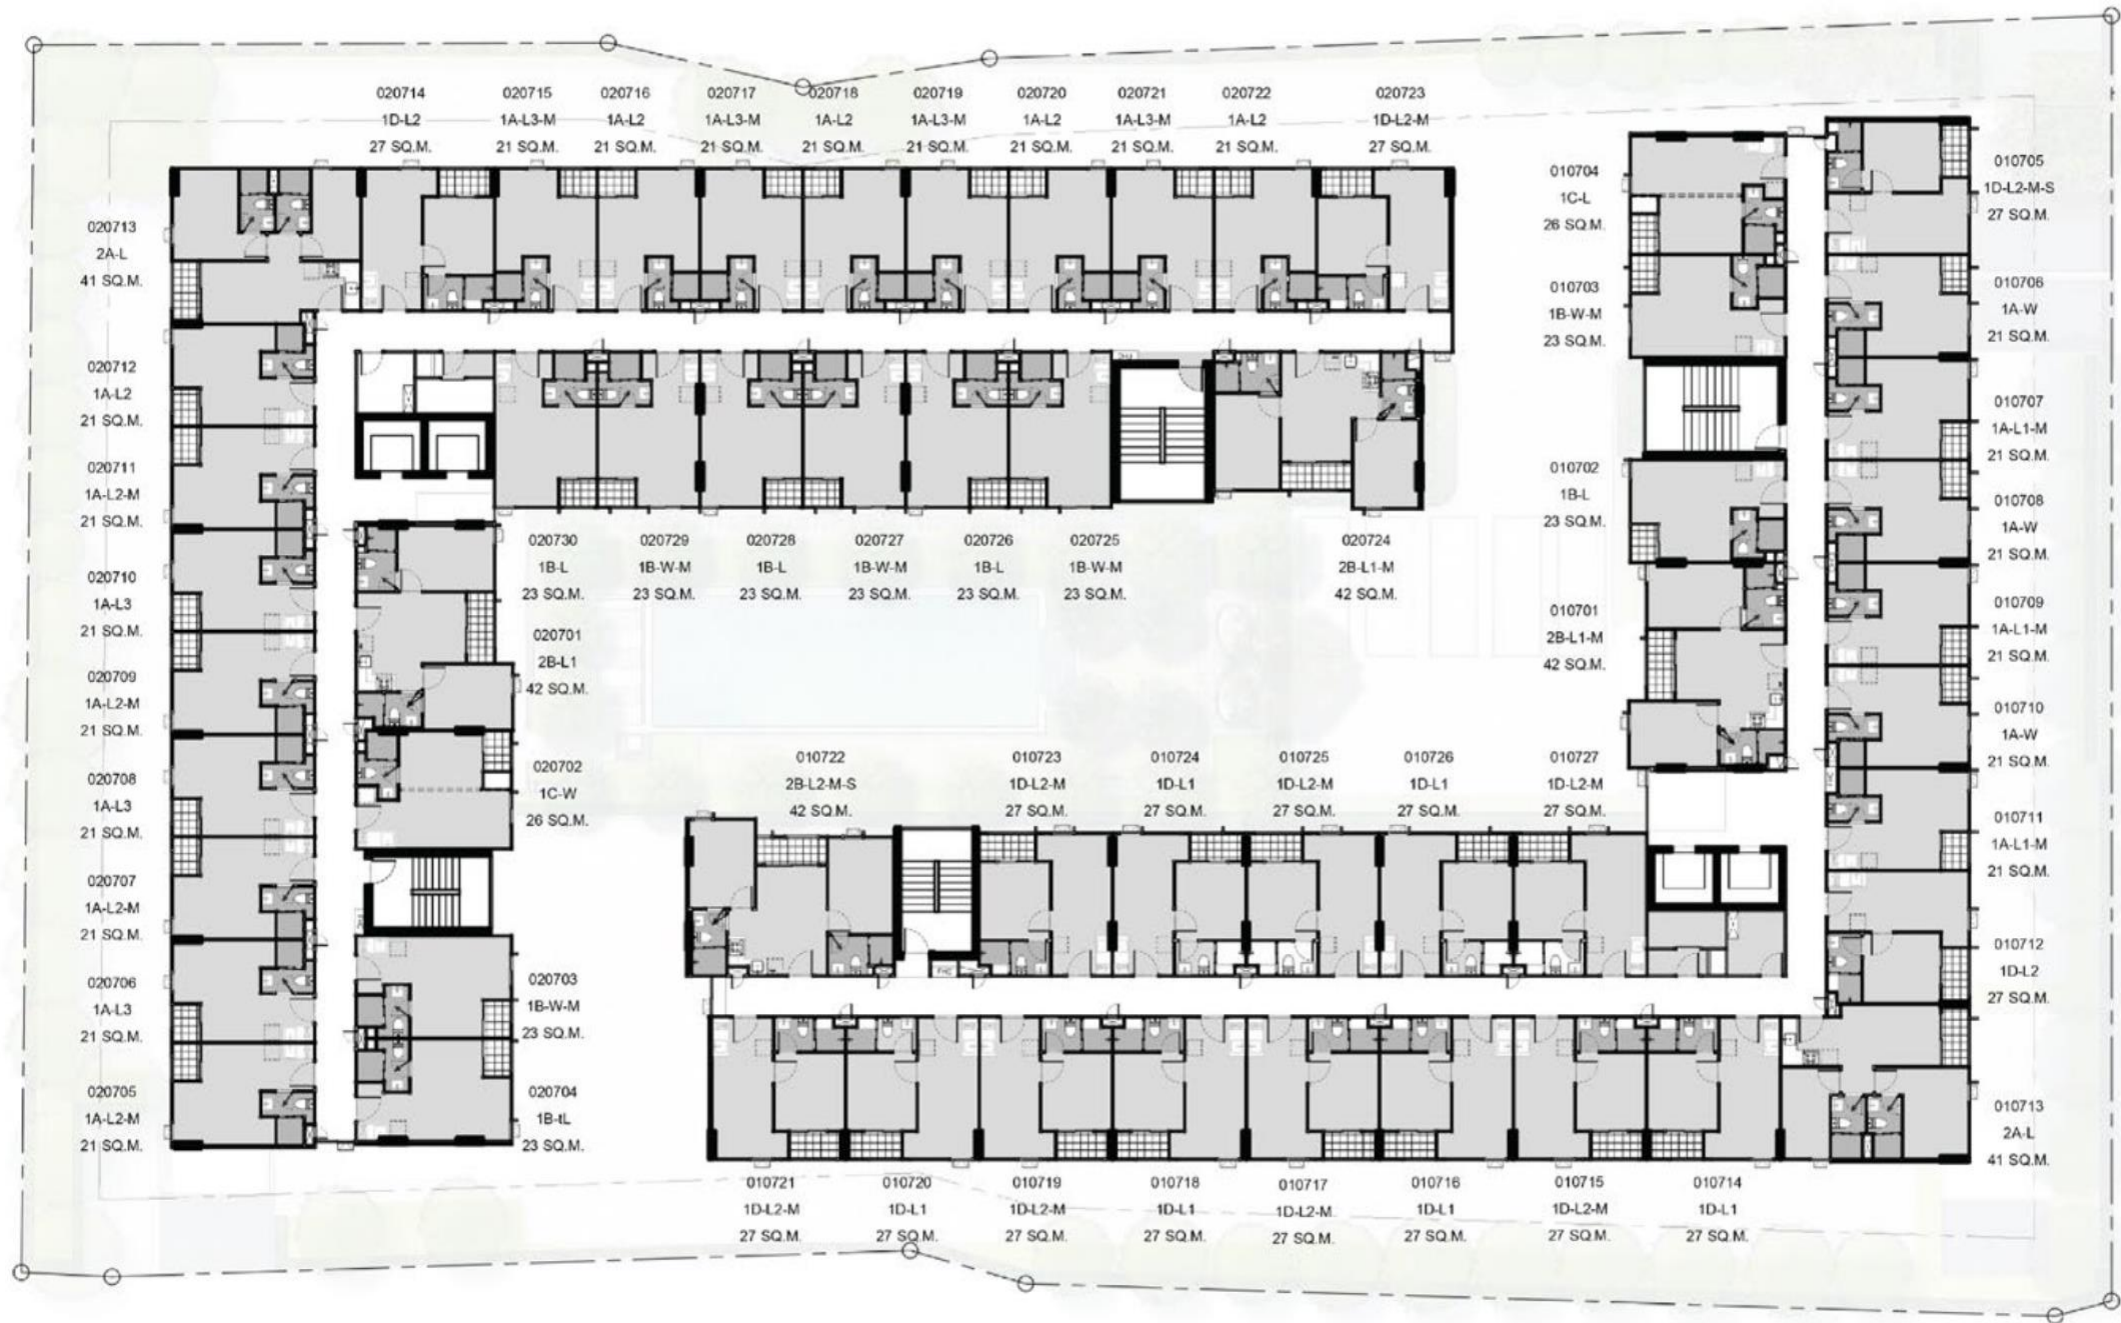 020714
1D-L2
27 SQ.M.
020715
1A-L3-M
21 SQ.M.
020716
1A-L2
21 SQ.M.
020717
1A-L3-M
21 SQ.M.
020718
1A-L2
21 SQ.M.
020719
1A-L3-M
21 SQ.M.
020720
1A-L2
21 SQ.M.
020721
1A-L3-M
21 SQ.M.
020722
1A-L2
21 SQ.M.
020723
1D-L2-M
27 SQ.M.
020713
2A-L
41 SQ.M.
020712
1A-L2
21 SQ.M.
020711
1A-L2-M
21 SQ.M.
020710
1A-L3
21 SQ.M.
020709
1A-L2-M
21 SQ.M.
020708
1A-L3
21 SQ.M.
020707
1A-L2-M
21 SQ.M.
020706
1A-L3
21 SQ.M.
020705
1A-L2-M
21 SQ.M.
020730
1B-L
23 SQ.M.
020729
1B-W-M
23 SQ.M.
020728
1B-L
23 SQ.M.
020727
1B-W-M
23 SQ.M.
020726
1B-L
23 SQ.M.
020725
1B-W-M
23 SQ.M.
020724
2B-L1-M
42 SQ.M.
020701
2B-L1
42 SQ.M.
020702
1C-W
26 SQ.M.
020703
1B-W-M
23 SQ.M.
020704
1B-tL
23 SQ.M.
010704
1C-L
26 SQ.M.
010703
1B-W-M
23 SQ.M.
010702
1B-L
23 SQ.M.
010701
2B-L1-M
42 SQ.M.
010705
1D-L2-M-S
27 SQ.M.
010706
1A-W
21 SQ.M.
010707
1A-L1-M
21 SQ.M.
010708
1A-W
21 SQ.M.
010709
1A-L1-M
21 SQ.M.
010710
1A-W
21 SQ.M.
010711
1A-L1-M
21 SQ.M.
010712
1D-L2
27 SQ.M.
010713
2A-L
41 SQ.M.
010722
2B-L2-M-S
42 SQ.M.
010723
1D-L2-M
27 SQ.M.
010724
1D-L1
27 SQ.M.
010725
1D-L2-M
27 SQ.M.
010726
1D-L1
27 SQ.M.
010727
1D-L2-M
27 SQ.M.
010721
1D-L2-M
27 SQ.M.
010720
1D-L1
27 SQ.M.
010719
1D-L2-M
27 SQ.M.
010718
1D-L1
27 SQ.M.
010717
1D-L2-M
27 SQ.M.
010716
1D-L1
27 SQ.M.
010715
1D-L2-M
27 SQ.M.
010714
1D-L1
27 SQ.M.